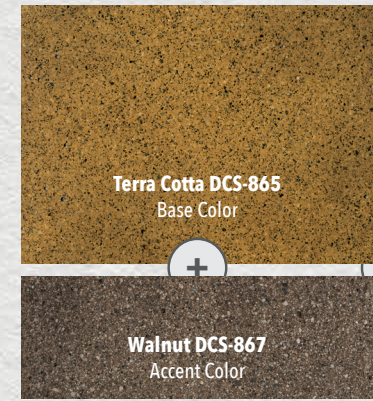 Terra Cotta DCS-865
Base Color
+
Walnut DCS-867
Accent Color